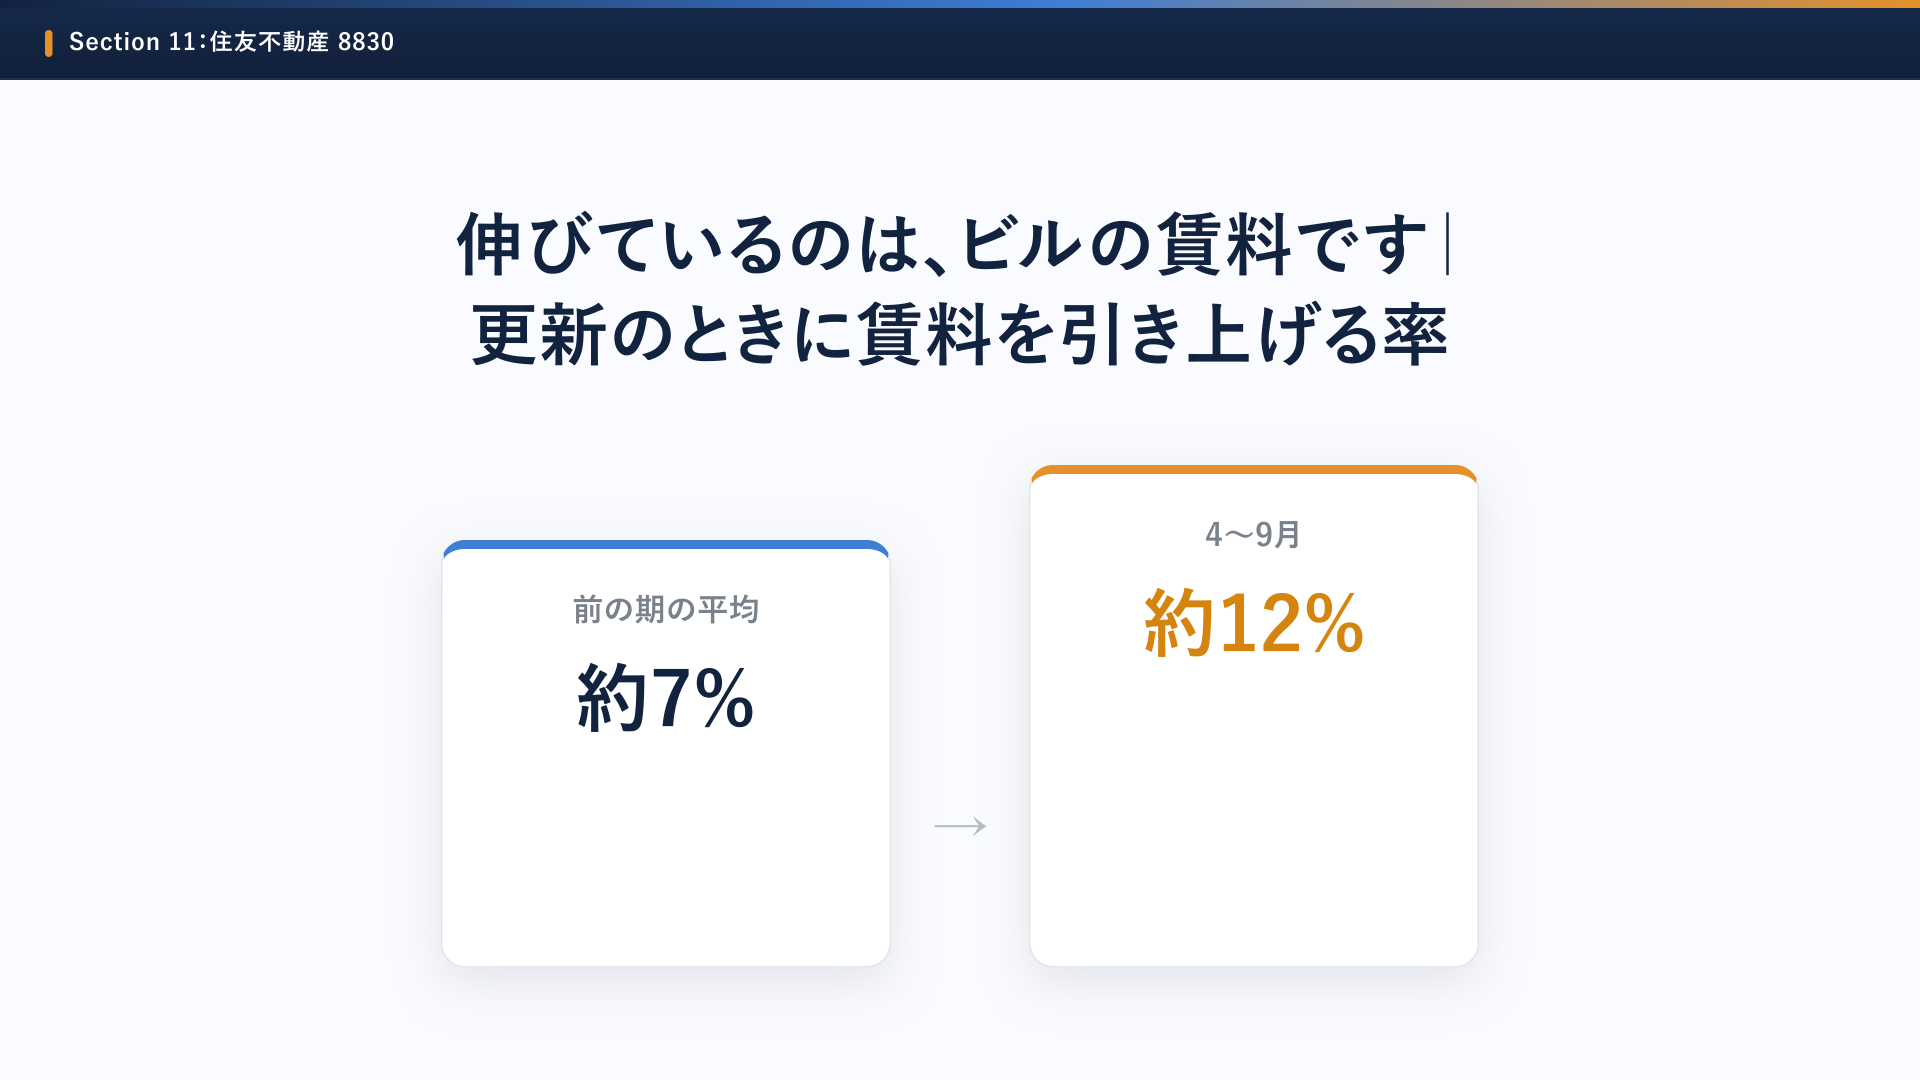 Section 11：住友不動産 8830
伸びているのは、ビルの賃料です｜
更新のときに賃料を引き上げる率
前の期の平均
約7%
→
4〜9月
約12%